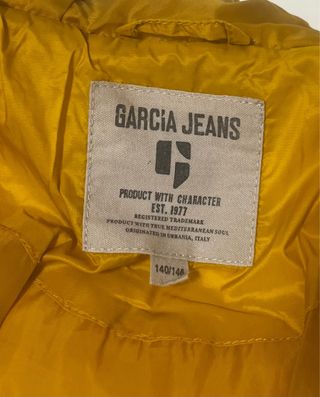 GARCIA JEANS
G
PRODUCT WITH CHARACTER
EST. 1977
REGISTERED TRADEMARK
PRODUCT WITH TRUE MEDITERRANEAN SOUL
ORIGINATED IN URBANIA, ITALY
140/146